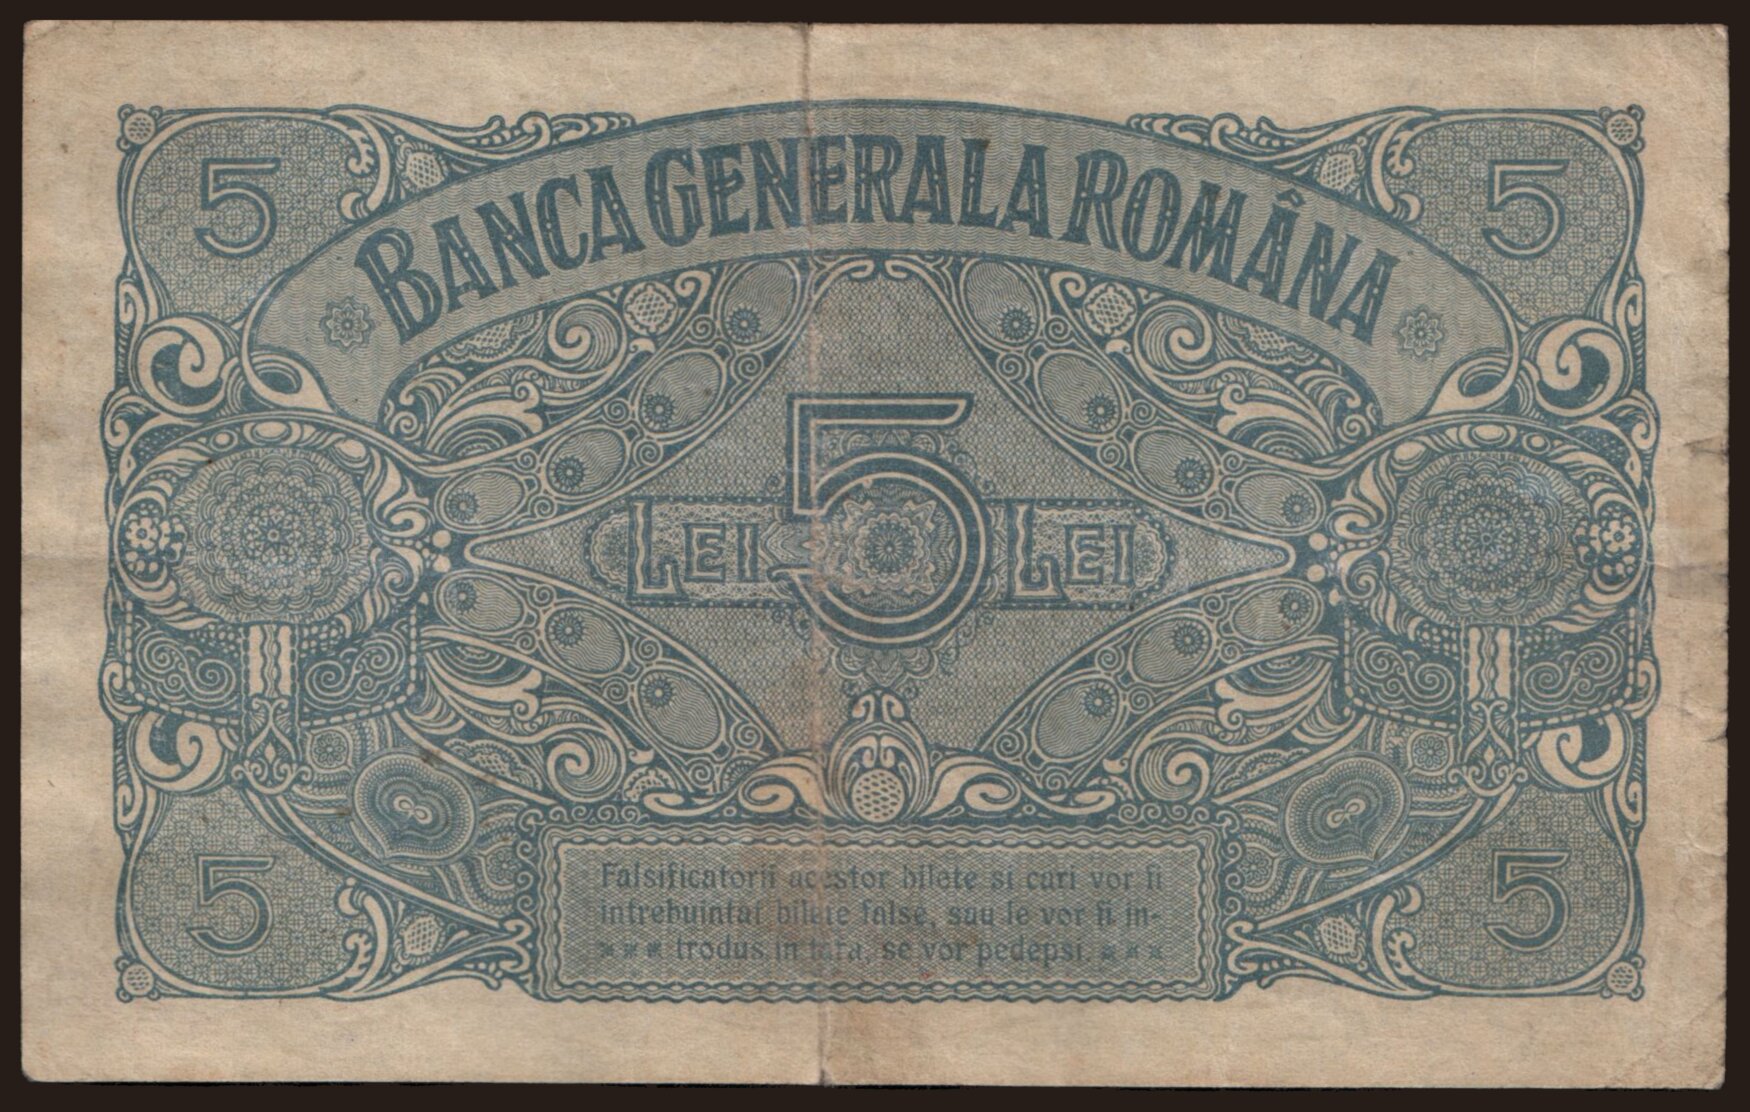 5 5
BANCA GENERALA ROMÂNA
LEI 5 LEI
Falsificatorii acestor bilete si cari vor fi
intrebuintat bilete false, sau le vor fi in-
*** trodus in tara, se vor pedepsi. ***
5 5